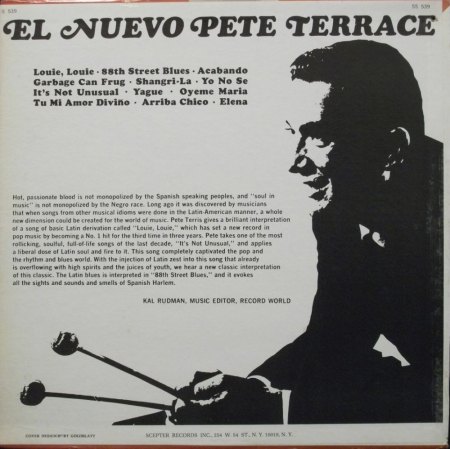 S 539
SS 539
EL NUEVO PETE TERRACE
Louie, Louie · 88th Street Blues · Acabando
Garbage Can Frug · Shangri-La · Yo No Se
It's Not Unusual · Yague · Oyeme Maria
Tu Mi Amor Diviño · Arriba Chico · Elena
Hot, passionate blood is not monopolized by the Spanish speaking peoples, and "soul in
music" is not monopolized by the Negro race. Long ago it was discovered by musicians
that when songs from other musical idioms were done in the Latin-American manner, a whole
new dimension could be created for the world of music. Pete Terris gives a brilliant interpretation
of a song of basic Latin derivation called "Louie, Louie," which has set a new record in
pop music by becoming a No. 1 hit for the third time in three years. Pete takes one of the most
rollicking, soulful, full-of-life songs of the last decade, "It's Not Unusual," and applies
a liberal dose of Latin soul and fire to it. This song completely captivated the pop and
the rhythm and blues world. With the injection of Latin zest into this song that already
is overflowing with high spirits and the juices of youth, we hear a new classic interpretation
of this classic. The Latin blues is interpreted in "88th Street Blues," and it evokes
all the sights and sounds and smells of Spanish Harlem.
KAL RUDMAN, MUSIC EDITOR, RECORD WORLD
COVER DESIGN BY GOLDBLATT
SCEPTER RECORDS INC., 254 W 54 ST., N.Y. 10019, N.Y.